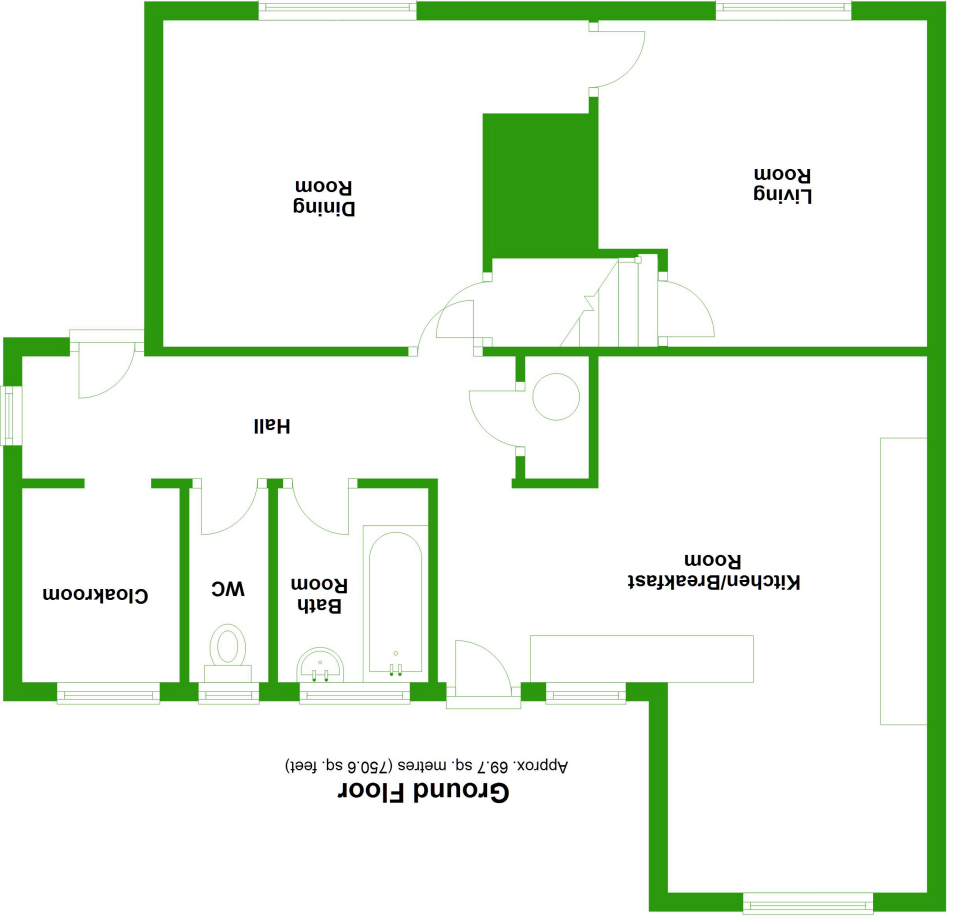 Ground Floor
Approx. 69.7 sq. metres (750.6 sq. feet)
Kitchen/Breakfast
Room
Bath
Room
WC
Cloakroom
Hall
Living
Room
Dining
Room